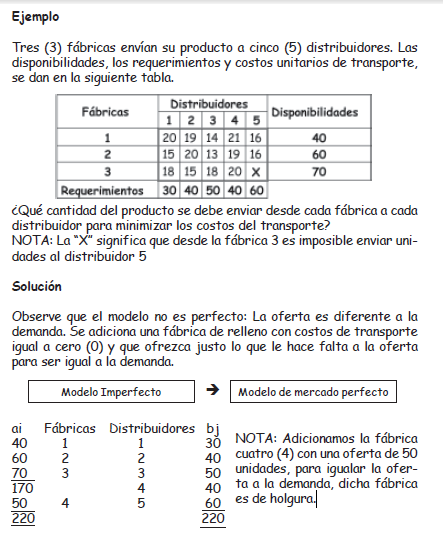 Ejemplo
Tres (3) fábricas envían su producto a cinco (5) distribuidores. Las
disponibilidades, los requerimientos y costos unitarios de transporte,
se dan en la siguiente tabla.
Fábricas Distribuidores Disponibilidades
1 2 3 4 5
1 20 19 14 21 16 40
2 15 20 13 19 16 60
3 18 15 18 20 X 70
Requerimientos 30 40 50 40 60
¿Qué cantidad del producto se debe enviar desde cada fábrica a cada
distribuidor para minimizar los costos del transporte?
NOTA: La "X" significa que desde la fábrica 3 es imposible enviar uni-
dades al distribuidor 5
Solución
Observe que el modelo no es perfecto: La oferta es diferente a la
demanda. Se adiciona una fábrica de relleno con costos de transporte
igual a cero (0) y que ofrezca justo lo que le hace falta a la oferta
para ser igual a la demanda.
Modelo Imperfecto → Modelo de mercado perfecto
ai Fábricas Distribuidores bj
40 1 1 30
60 2 2 40
70 3 3 50
170 4 40
50 4 5 60
220 220
NOTA: Adicionamos la fábrica
cuatro (4) con una oferta de 50
unidades, para igualar la ofer-
ta a la demanda, dicha fábrica
es de holgura.